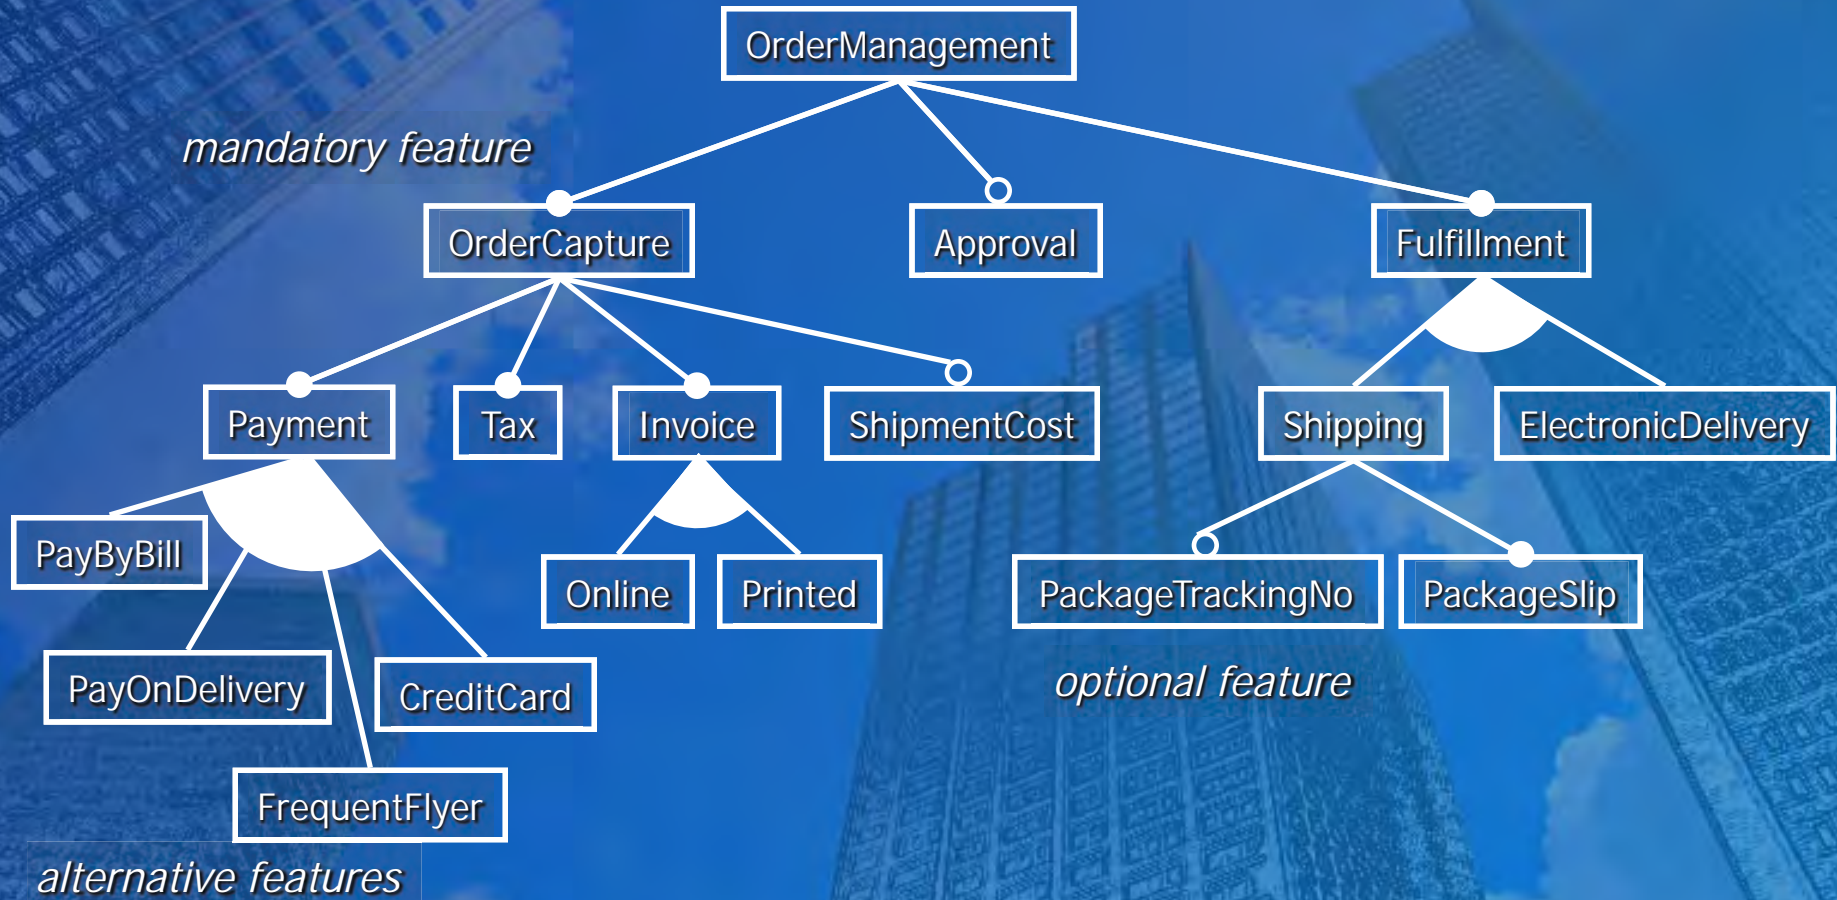 OrderManagement
mandatory feature
OrderCapture
Approval
Fulfillment
Payment
Tax
Invoice
ShipmentCost
Shipping
ElectronicDelivery
PayByBill
Online
Printed
PackageTrackingNo
PackageSlip
PayOnDelivery
CreditCard
optional feature
FrequentFlyer
alternative features